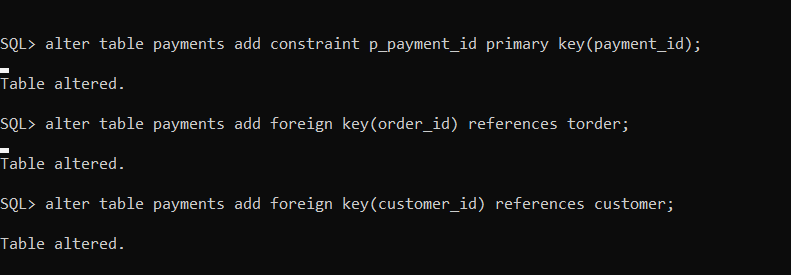 SQL> alter table payments add constraint p_payment_id primary key(payment_id);
Table altered.
SQL> alter table payments add foreign key(order_id) references torder;
Table altered.
SQL> alter table payments add foreign key(customer_id) references customer;
Table altered.